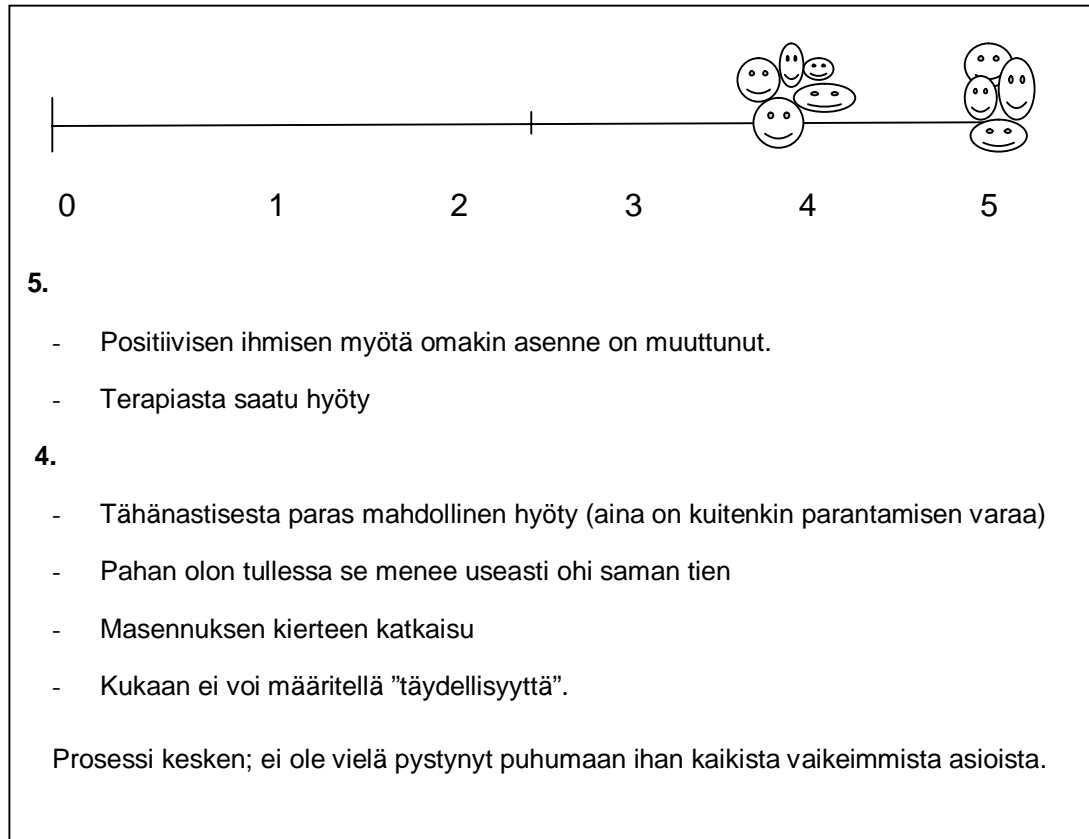 0 1 2 3 4 5
5.
- Positiivisen ihmisen myötä omakin asenne on muuttunut.
- Terapiasta saatu hyöty
4.
- Tähänastisesta paras mahdollinen hyöty (aina on kuitenkin parantamisen varaa)
- Pahan olon tullessa se menee useasti ohi saman tien
- Masennuksen kierteen katkaisu
- Kukaan ei voi määritellä ”täydellisyyttä”.
Prosessi kesken; ei ole vielä pystynyt puhumaan ihan kaikista vaikeimmista asioista.